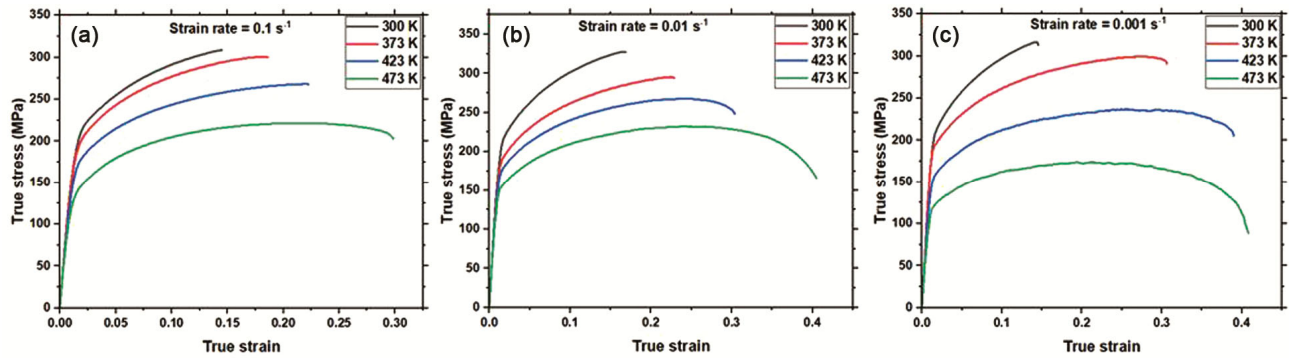 (a)
Strain rate = 0.1 s-1
300 K
373 K
423 K
473 K
True stress (MPa)
350
300
250
200
150
100
50
0
0.00 0.05 0.10 0.15 0.20 0.25 0.30
True strain
(b)
Strain rate = 0.01 s-1
300 K
373 K
423 K
473 K
True stress (MPa)
350
300
250
200
150
100
50
0
0.0 0.1 0.2 0.3 0.4
True strain
(c)
Strain rate = 0.001 s-1
300 K
373 K
423 K
473 K
True stress (MPa)
350
300
250
200
150
100
50
0
0.0 0.1 0.2 0.3 0.4
True strain